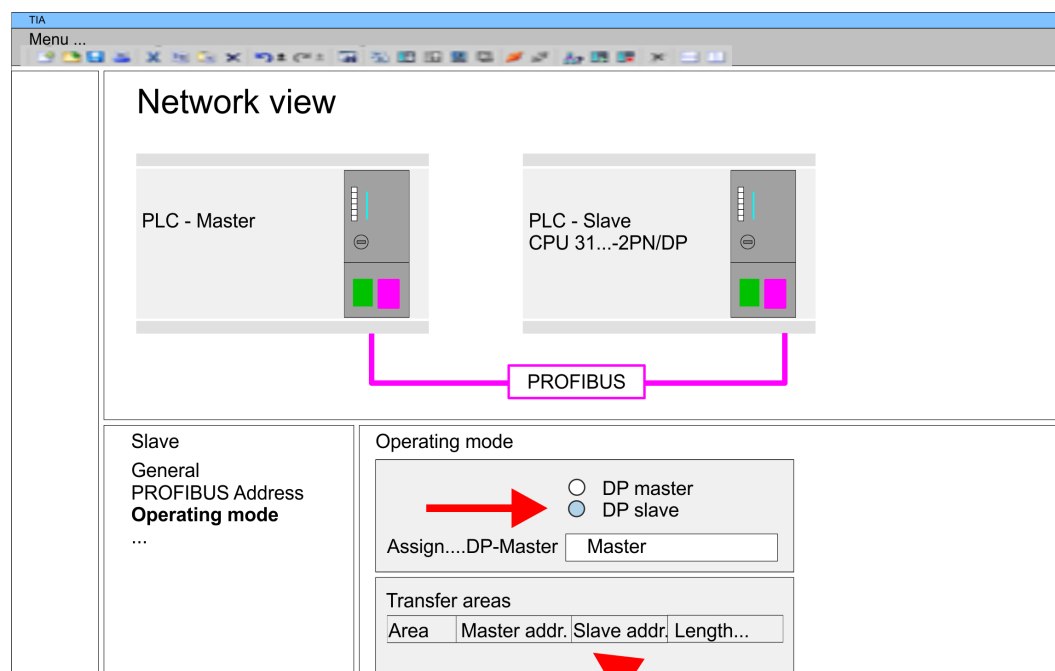 TIA
Menu ...
Network view
PLC - Master
PLC - Slave
CPU 31...-2PN/DP
PROFIBUS
Slave
General
PROFIBUS Address
Operating mode
...
Operating mode
DP master
DP slave
Assign....DP-Master Master
Transfer areas
Area Master addr. Slave addr. Length...